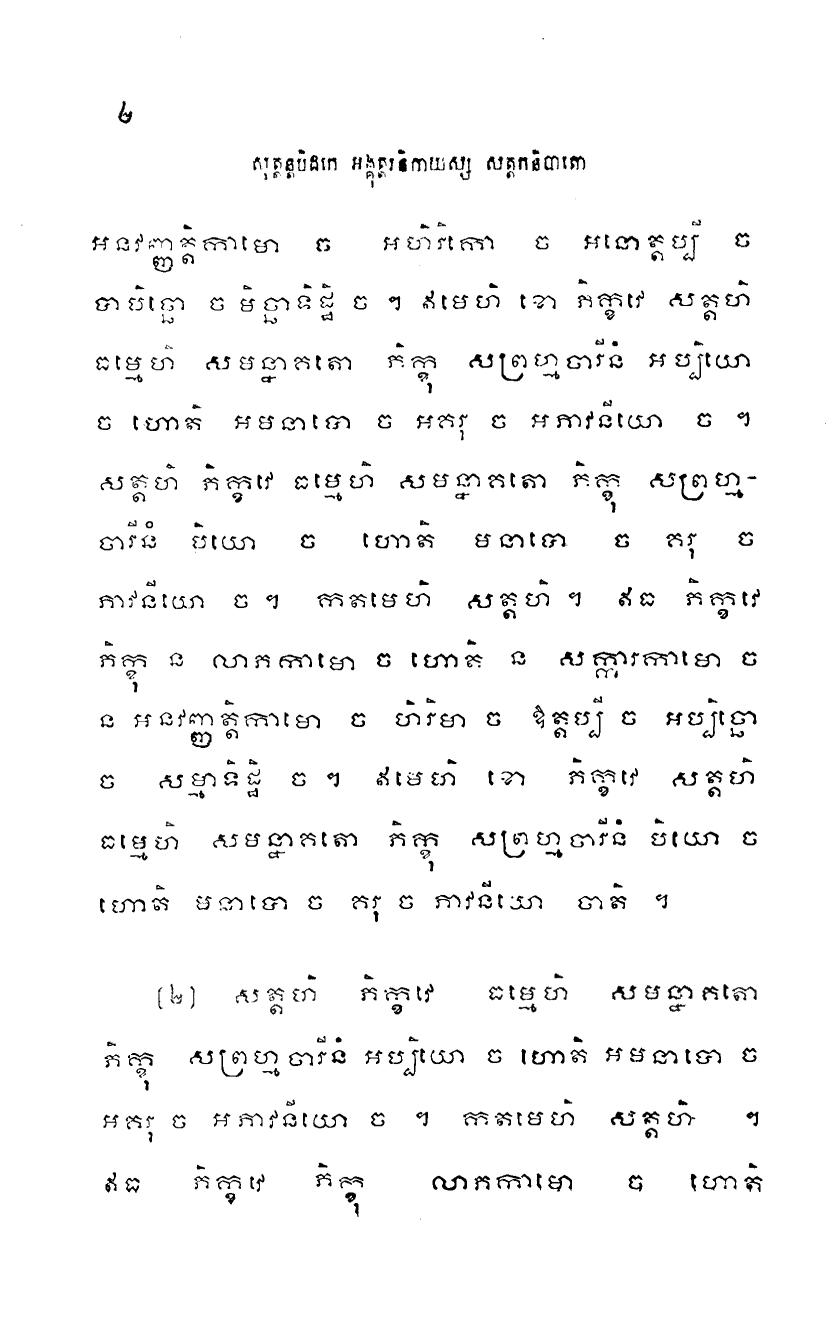 ២
សុត្តន្តបិដកេ អង្គុត្តរនិកាយស្ស សត្តកនិបាតោ
អនវញ្ញត្តិកាមោ ច អហិរិកោ ច អនោត្តប្បី ច
បាបិច្ឆោ ច មិច្ឆាទិដ្ឋិ ច ។ ឥមេហិ ខោ ភិក្ខវេ សត្តហិ
ធម្មេហិ សមន្នាគតោ ភិក្ខុ សព្រហ្មចារីនំ អប្បិយោ
ច ហោតិ អមនាបោ ច អគរុ ច អភាវនីយោ ច ។
សត្តហិ ភិក្ខវេ ធម្មេហិ សមន្នាគតោ ភិក្ខុ សព្រហ្ម-
ចារីនំ បិយោ ច ហោតិ មនាបោ ច គរុ ច
ភាវនីយោ ច ។ កតមេហិ សត្តហិ ។ ឥធ ភិក្ខវេ
ភិក្ខុ ន លាភកាមោ ច ហោតិ ន សក្ការកាមោ ច
ន អនវញ្ញត្តិកាមោ ច ហិរិមា ច ឱត្តប្បី ច អប្បិច្ឆោ
ច សម្មាទិដ្ឋិ ច ។ ឥមេហិ ខោ ភិក្ខវេ សត្តហិ
ធម្មេហិ សមន្នាគតោ ភិក្ខុ សព្រហ្មចារីនំ បិយោ ច
ហោតិ មនាបោ ច គរុ ច ភាវនីយោ ចាតិ ។
(២) សត្តហិ ភិក្ខវេ ធម្មេហិ សមន្នាគតោ
ភិក្ខុ សព្រហ្មចារីនំ អប្បិយោ ច ហោតិ អមនាបោ ច
អគរុ ច អភាវនីយោ ច ។ កតមេហិ សត្តហិ ។
ឥធ ភិក្ខវេ ភិក្ខុ លាភកាមោ ច ហោតិ